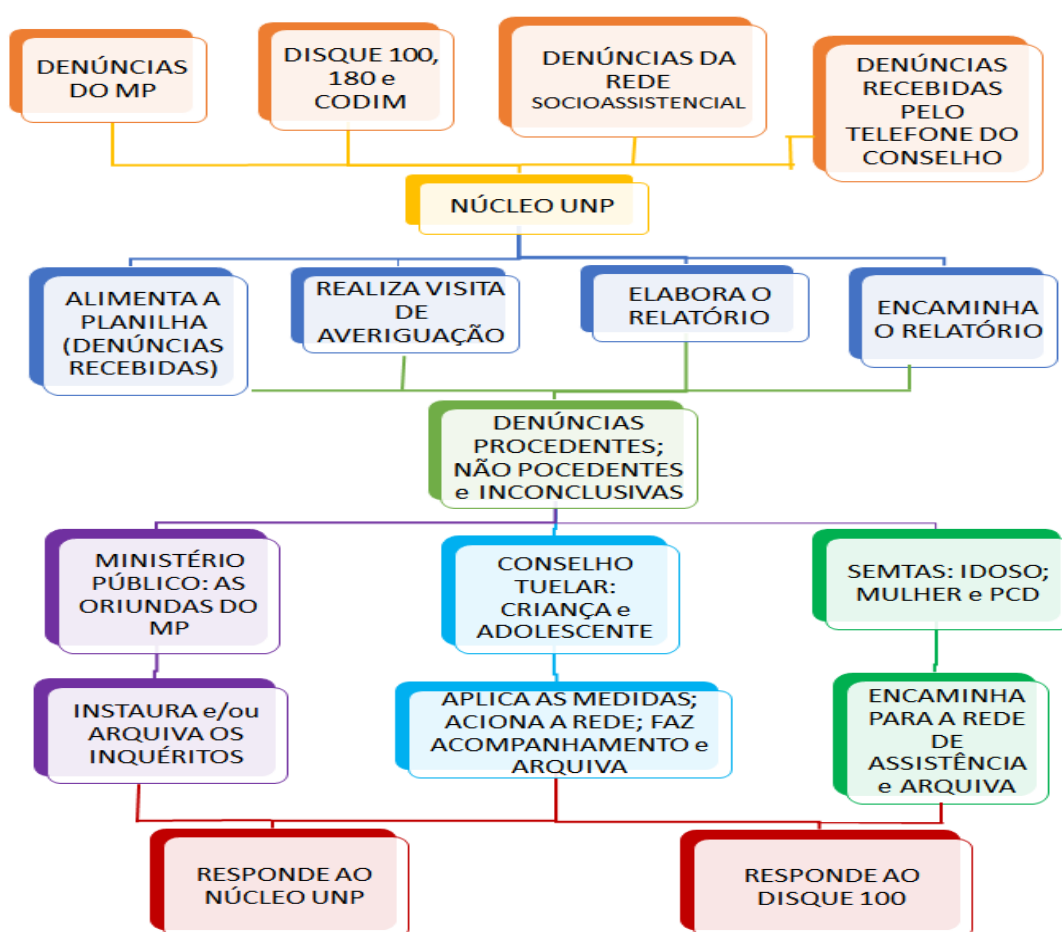 DENÚNCIAS
DO MP
DISQUE 100,
180 e
CODIM
DENÚNCIAS DA
REDE
SOCIOASSISTENCIAL
DENÚNCIAS
RECEBIDAS
PELO
TELEFONE DO
CONSELHO
NÚCLEO UNP
ALIMENTA A
PLANILHA
(DENÚNCIAS
RECEBIDAS)
REALIZA VISITA
DE
AVERIGUAÇÃO
ELABORA O
RELATÓRIO
ENCAMINHA
O RELATÓRIO
DENÚNCIAS
PROCEDENTES;
NÃO POCEDENTES
e INCONCLUSIVAS
MINISTÉRIO
PÚBLICO: AS
ORIUNDAS DO
MP
CONSELHO
TUELAR:
CRIANÇA e
ADOLESCENTE
SEMTAS: IDOSO;
MULHER e PCD
INSTAURA e/ou
ARQUIVA OS
INQUÉRITOS
APLICA AS MEDIDAS;
ACIONA A REDE; FAZ
ACOMPANHAMENTO e
ARQUIVA
ENCAMINHA
PARA A REDE
DE
ASSISTÊNCIA
e ARQUIVA
RESPONDE AO
NÚCLEO UNP
RESPONDE AO
DISQUE 100